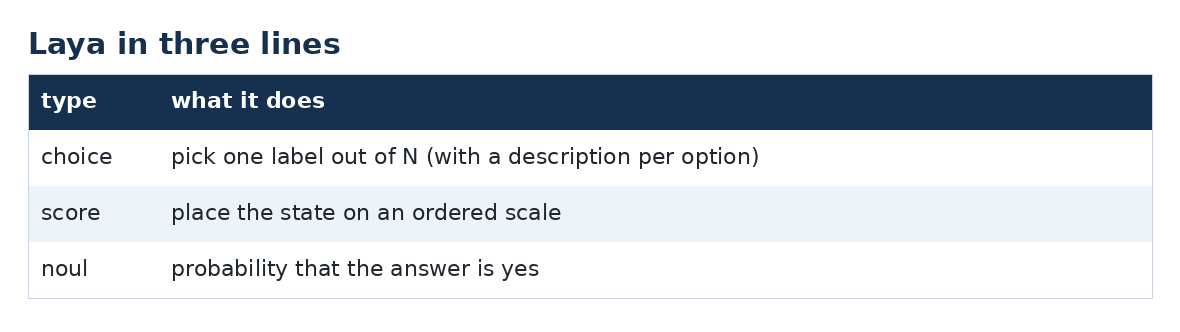 Laya in three lines
type what it does
choice pick one label out of N (with a description per option)
score place the state on an ordered scale
noul probability that the answer is yes